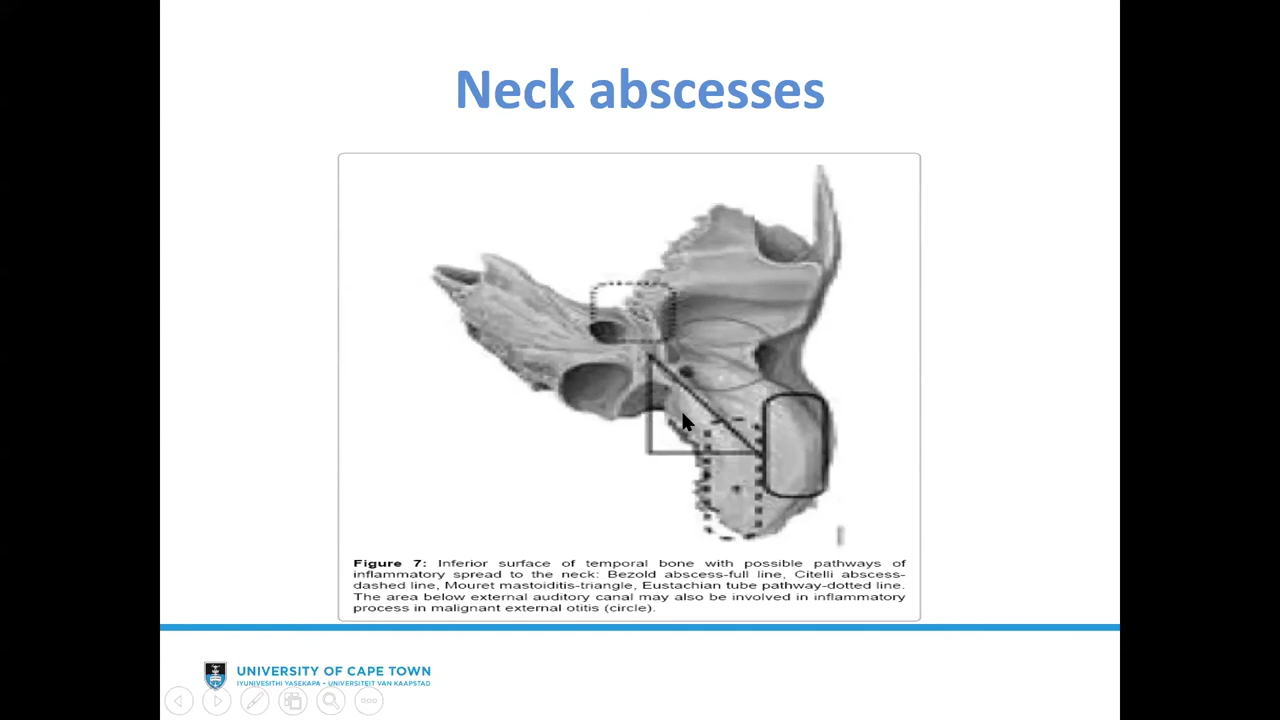 Neck abscesses
Figure 7: Inferior surface of temporal bone with possible pathways of
inflammatory spread to the neck: Bezold abscess-full line, Citelli abscess-
dashed line, Mouret mastoiditis-triangle, Eustachian tube pathway-dotted line.
The area below external auditory canal may also be involved in inflammatory
process in malignant external otitis (circle).
UNIVERSITY OF CAPE TOWN
IYUNIVESITHI YASEKAPA • UNIVERSITEIT VAN KAAPSTAD